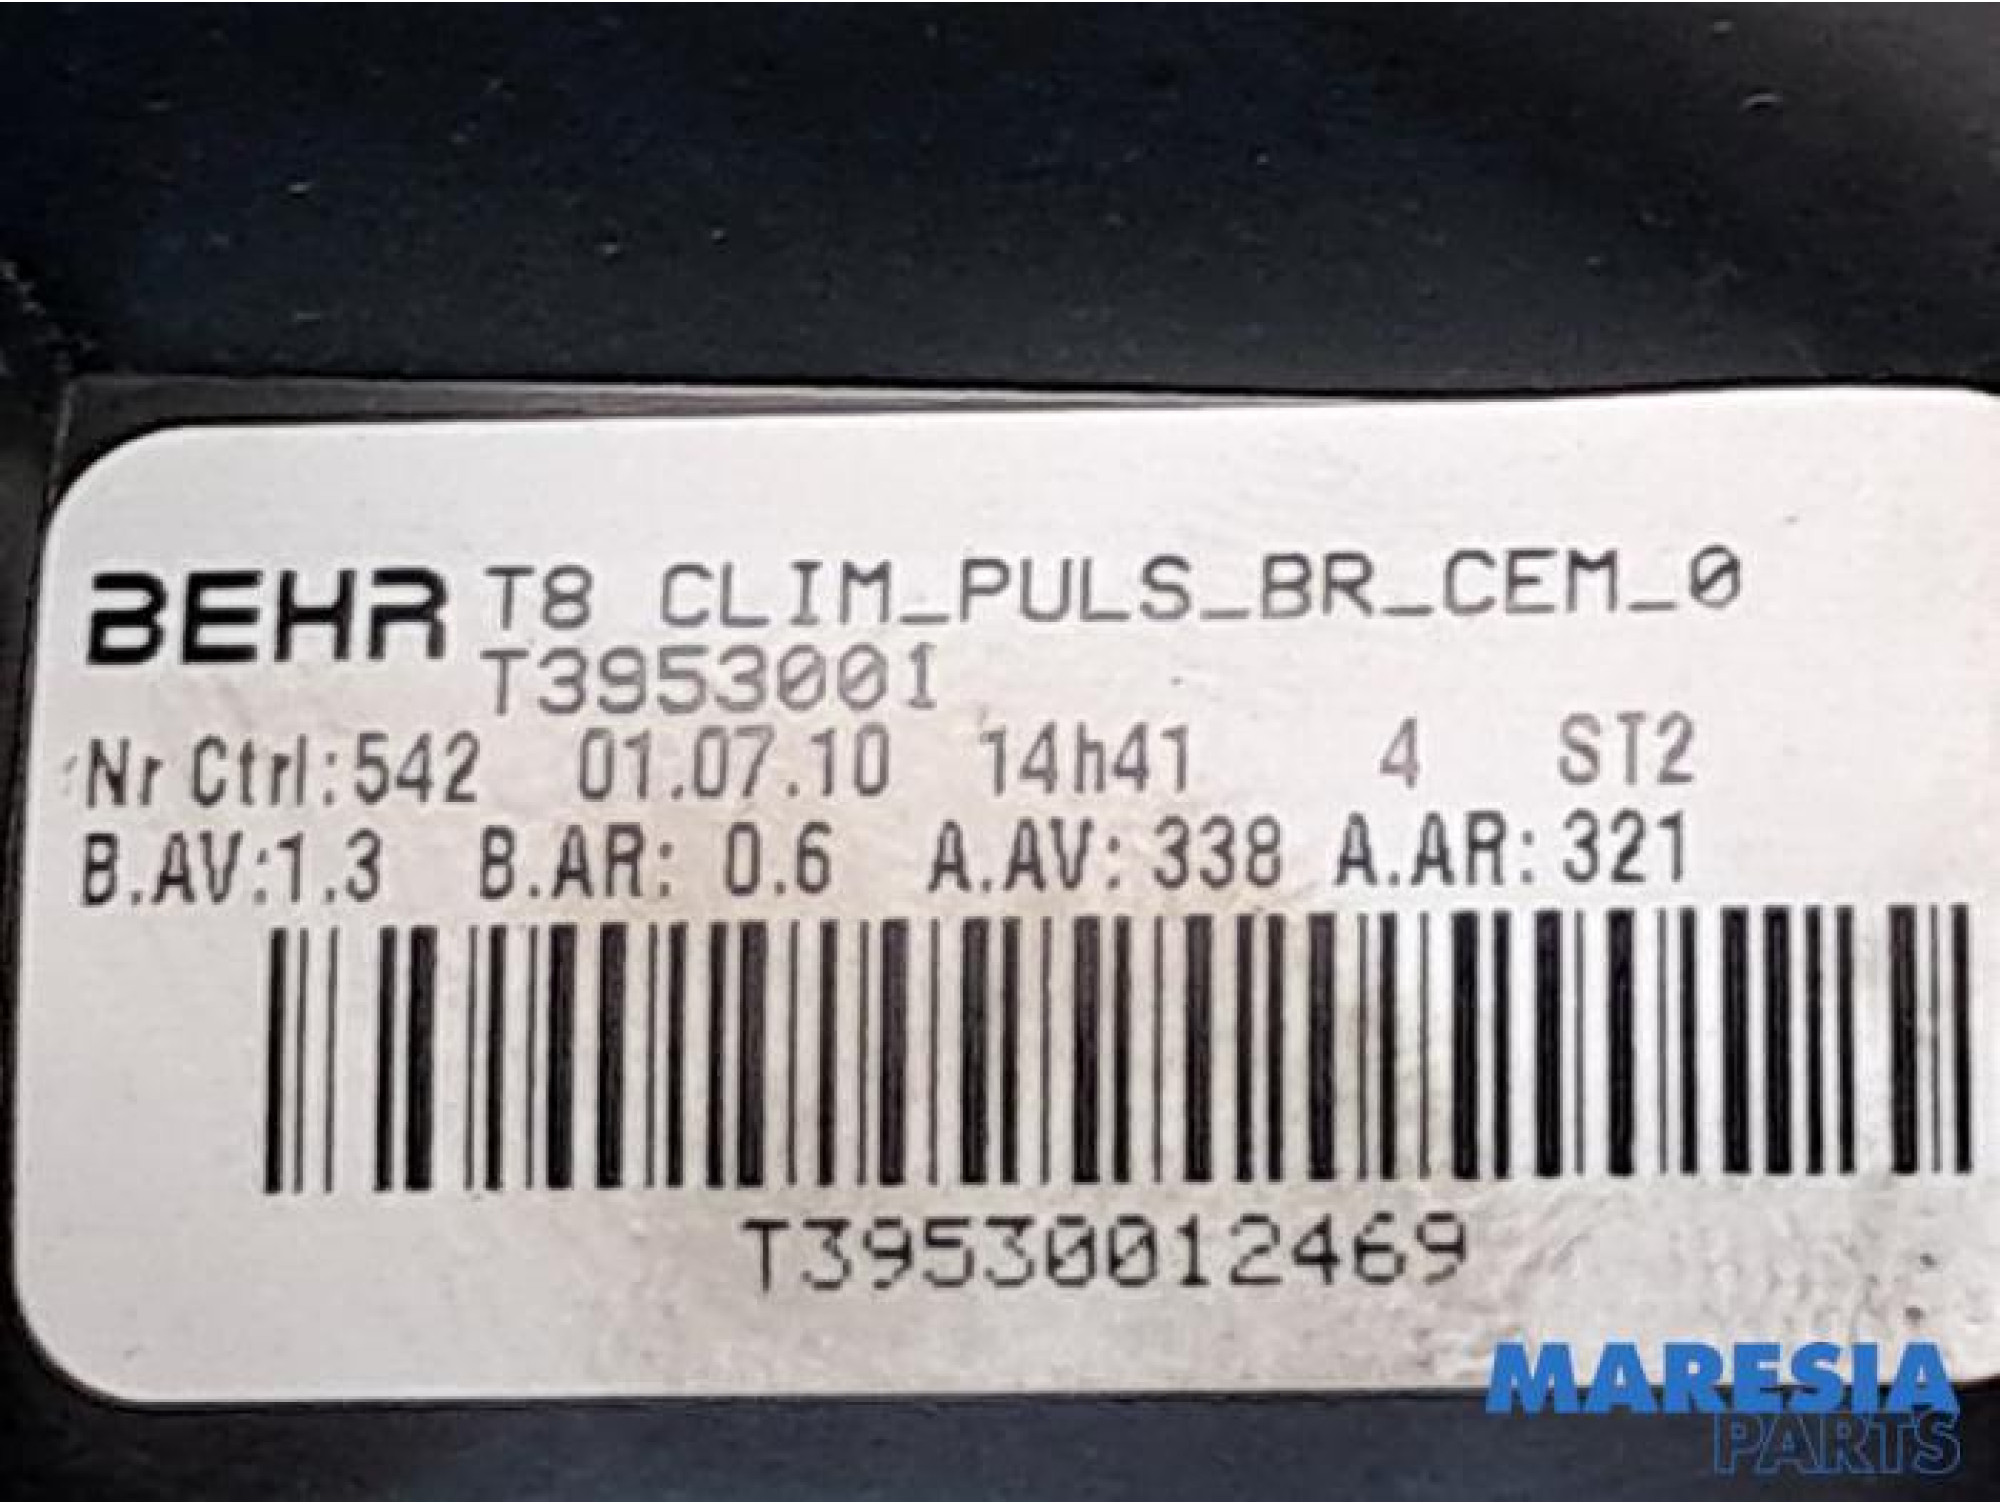 BEHR T8 CLIM_PULS_BR_CEM_0
T3953001
Nr Ctrl:542 01.07.10 14h41 4 ST2
B.AV:1.3 B.AR: 0.6 A.AV:338 A.AR:321
T39530012469
MARESIA
PARTS